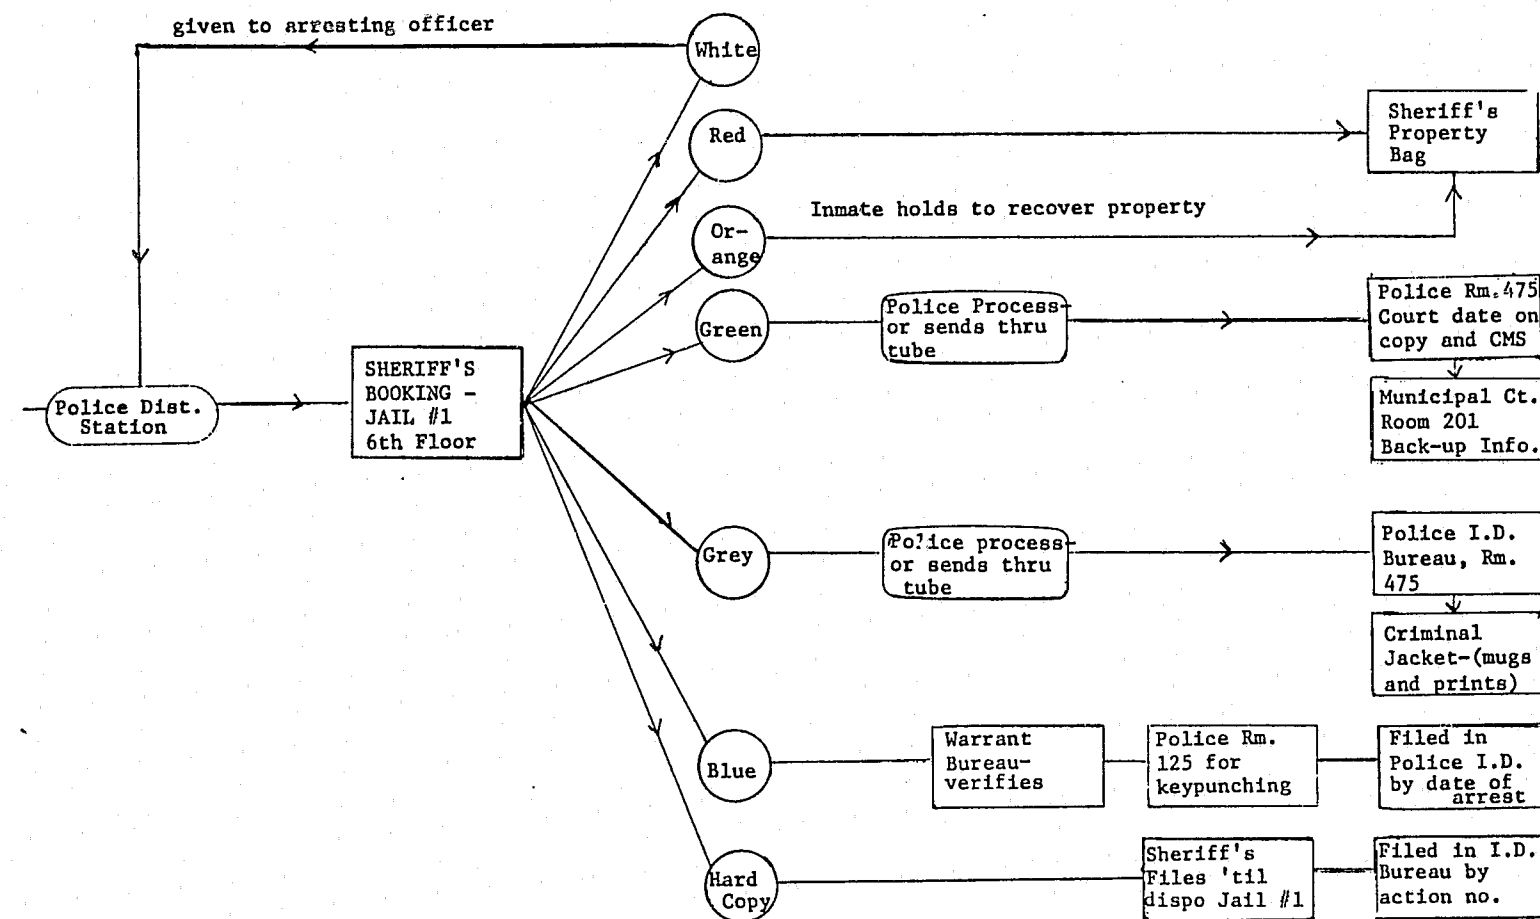 given to arresting officer
White
Red
Sheriff's
Property
Bag
Inmate holds to recover property
Or-
ange
Green
Police Process-
or sends thru
tube
Police Rm.475
Court date on
copy and CMS
Municipal Ct.
Room 201
Back-up Info.
Police Dist.
Station
SHERIFF'S
BOOKING -
JAIL #1
6th Floor
Grey
Police process-
or sends thru
tube
Police I.D.
Bureau, Rm.
475
Criminal
Jacket-(mugs
and prints)
Blue
Warrant
Bureau-
verifies
Police Rm.
125 for
keypunching
Filed in
Police I.D.
by date of
arrest
Hard
Copy
Sheriff's
Files 'til
dispo Jail #1
Filed in I.D.
Bureau by
action no.